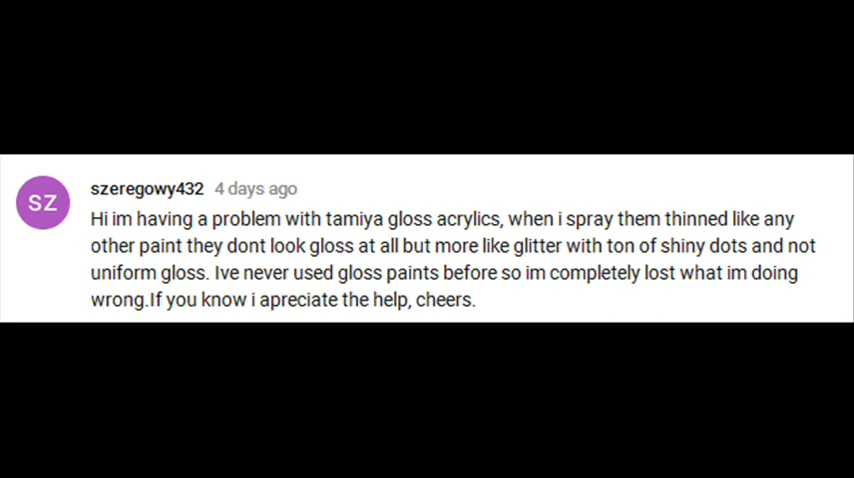 SZ
szeregowy432 4 days ago
Hi im having a problem with tamiya gloss acrylics, when i spray them thinned like any
other paint they dont look gloss at all but more like glitter with ton of shiny dots and not
uniform gloss. Ive never used gloss paints before so im completely lost what im doing
wrong.If you know i apreciate the help, cheers.